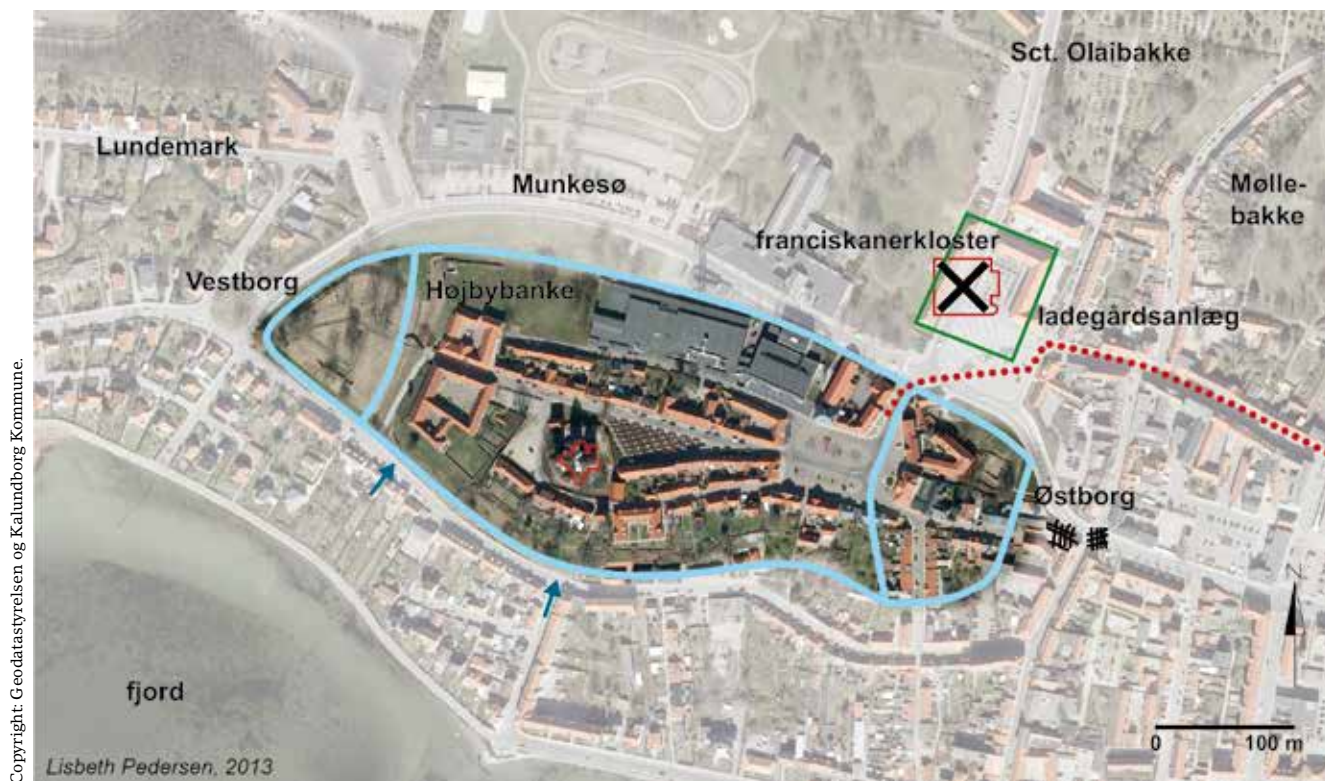 Copyright: Geodatastyrelsen og Kalundborg Kommune.
Sct. Olaibakke
Lundemark
Munkesø
Mølle-
bakke
franciskanerkloster
Vestborg
Højbybanke
ladegårdsanlæg
Østborg
N
fjord
0 100 m
Lisbeth Pedersen, 2013